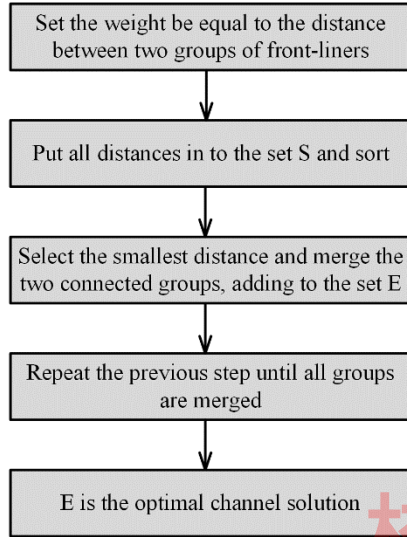 Set the weight be equal to the distance
between two groups of front-liners
Put all distances in to the set S and sort
Select the smallest distance and merge the
two connected groups, adding to the set E
Repeat the previous step until all groups
are merged
E is the optimal channel solution